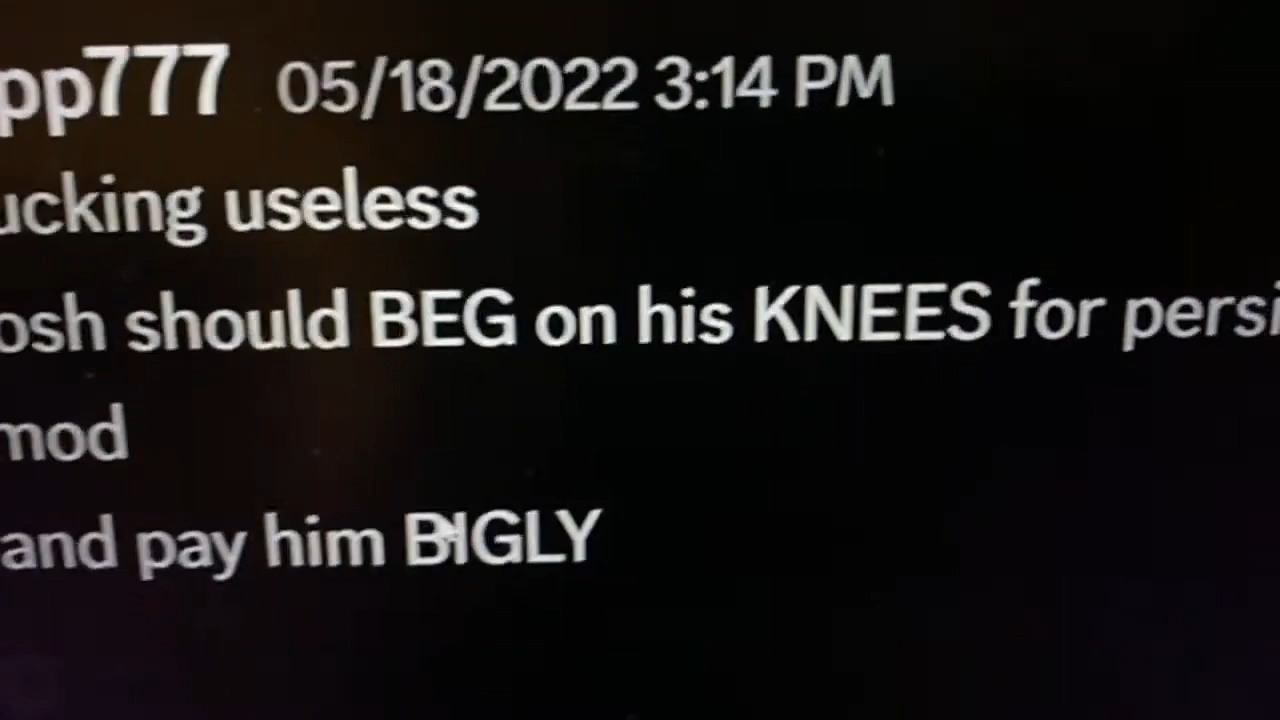 pp777 05/18/2022 3:14 PM
ucking useless
osh should BEG on his KNEES for persi
mod
and pay him BIGLY